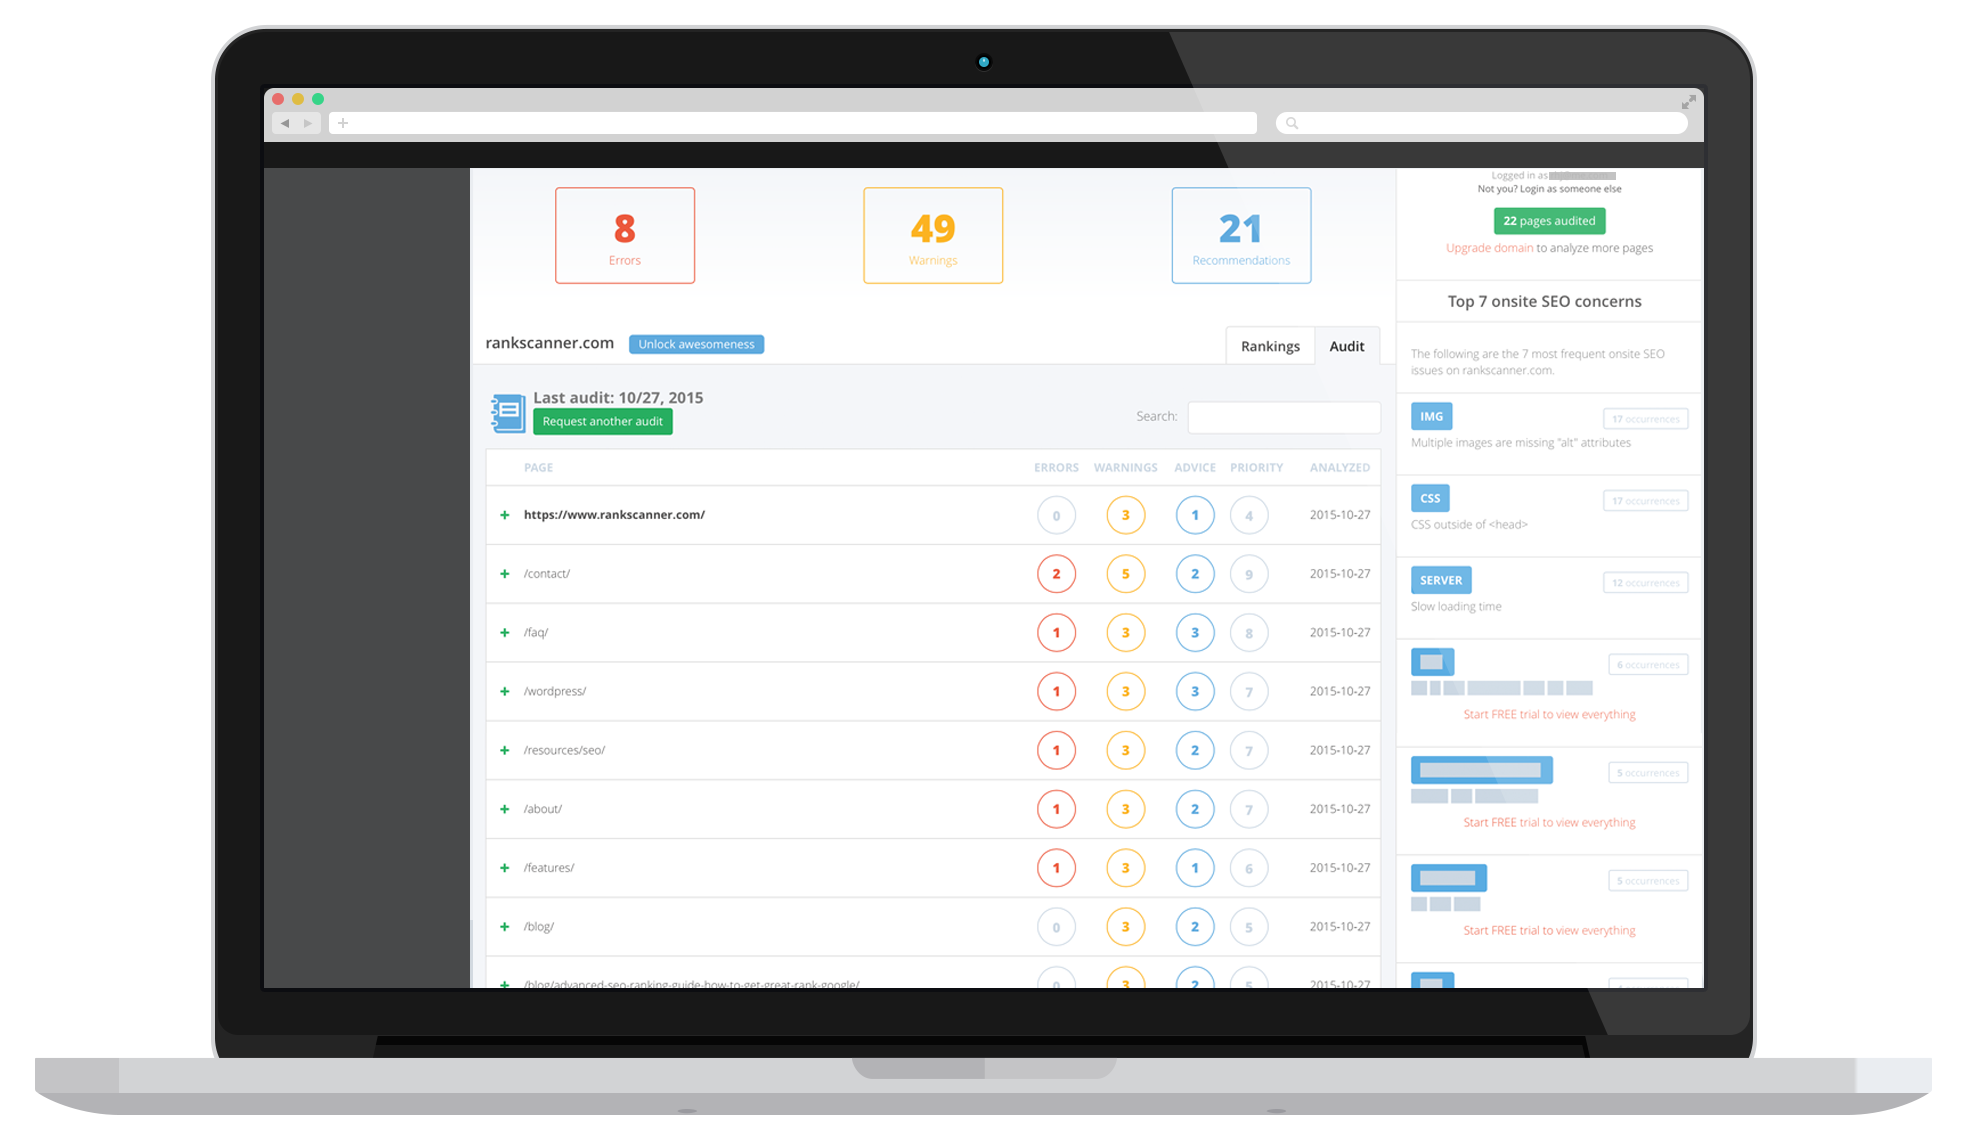 8
Errors
49
Warnings
21
Recommendations
rankscanner.com
Unlock awesomeness
Rankings
Audit
Last audit: 10/27, 2015
Request another audit
Search:
PAGE ERRORS WARNINGS ADVICE PRIORITY ANALYZED
+ https://www.rankscanner.com/ 0 3 1 4 2015-10-27
+ /contact/ 2 5 2 9 2015-10-27
+ /faq/ 1 3 3 8 2015-10-27
+ /wordpress/ 1 3 3 7 2015-10-27
+ /resources/seo/ 1 3 2 7 2015-10-27
+ /about/ 1 3 2 7 2015-10-27
+ /features/ 1 3 1 6 2015-10-27
+ /blog/ 0 3 2 5 2015-10-27
+ /blog/advanced-seo-ranking-guide-how-to-get-great-rank-google/ 0 3 2 5 2015-10-27
Logged in as
Not you? Login as someone else
22 pages audited
Upgrade domain to analyze more pages
Top 7 onsite SEO concerns
The following are the 7 most frequent onsite SEO
issues on rankscanner.com.
IMG
17 occurrences
Multiple images are missing "alt" attributes
CSS
17 occurrences
CSS outside of <head>
SERVER
12 occurrences
Slow loading time
6 occurrences
Start FREE trial to view everything
5 occurrences
Start FREE trial to view everything
5 occurrences
Start FREE trial to view everything